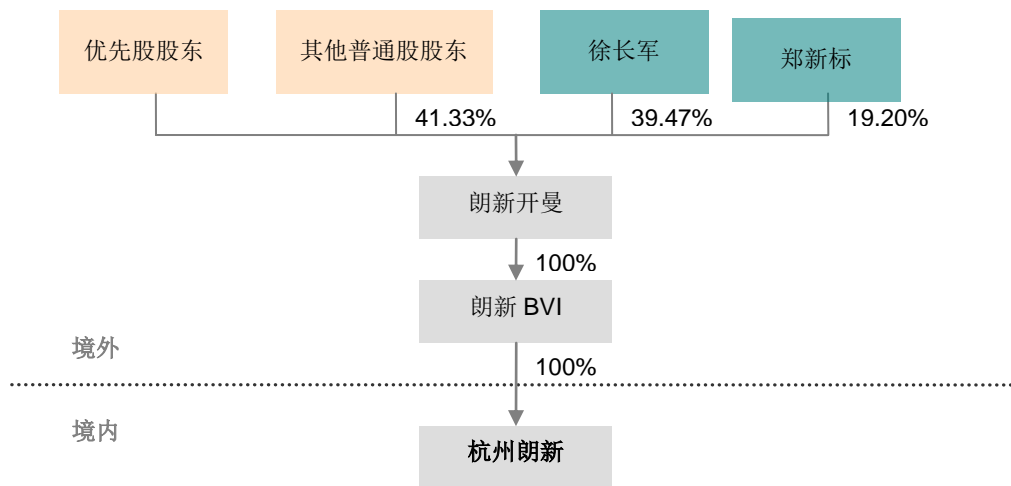 优先股股东
其他普通股股东
徐长军
郑新标
41.33%
39.47%
19.20%
朗新开曼
100%
朗新 BVI
境外
100%
境内
杭州朗新